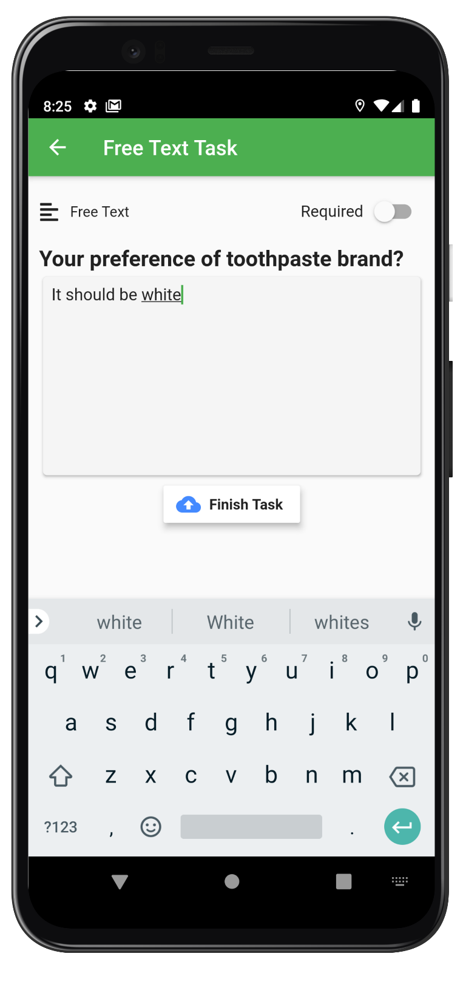 8:25
Free Text Task
Free Text
Required
Your preference of toothpaste brand?
It should be white
Finish Task
white White whites
q1 w2 e3 r4 t5 y6 u7 i8 o9 p0
a s d f g h j k l
z x c v b n m
?123 , .